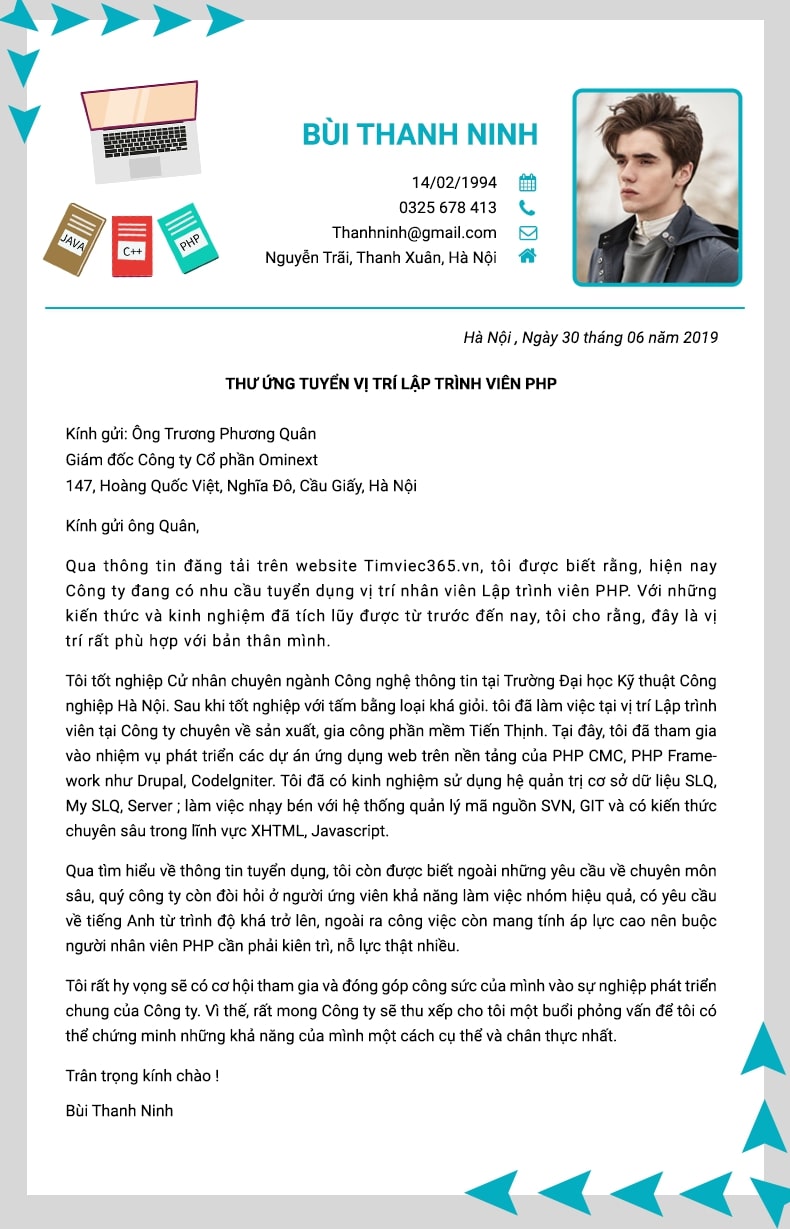 JAVA
C++
PHP
BÙI THANH NINH
14/02/1994
0325 678 413
Thanhninh@gmail.com
Nguyễn Trãi, Thanh Xuân, Hà Nội
Hà Nội , Ngày 30 tháng 06 năm 2019
THƯ ỨNG TUYỂN VỊ TRÍ LẬP TRÌNH VIÊN PHP
Kính gửi: Ông Trương Phương Quân
Giám đốc Công ty Cổ phần Ominext
147, Hoàng Quốc Việt, Nghĩa Đô, Cầu Giấy, Hà Nội
Kính gửi ông Quân,
Qua thông tin đăng tải trên website Timviec365.vn, tôi được biết rằng, hiện nay
Công ty đang có nhu cầu tuyển dụng vị trí nhân viên Lập trình viên PHP. Với những
kiến thức và kinh nghiệm đã tích lũy được từ trước đến nay, tôi cho rằng, đây là vị
trí rất phù hợp với bản thân mình.
Tôi tốt nghiệp Cử nhân chuyên ngành Công nghệ thông tin tại Trường Đại học Kỹ thuật Công
nghiệp Hà Nội. Sau khi tốt nghiệp với tấm bằng loại khá giỏi. tôi đã làm việc tại vị trí Lập trình
viên tại Công ty chuyên về sản xuất, gia công phần mềm Tiến Thịnh. Tại đây, tôi đã tham gia
vào nhiệm vụ phát triển các dự án ứng dụng web trên nền tảng của PHP CMC, PHP Frame-
work như Drupal, CodeIgniter. Tôi đã có kinh nghiệm sử dụng hệ quản trị cơ sở dữ liệu SLQ,
My SLQ, Server ; làm việc nhạy bén với hệ thống quản lý mã nguồn SVN, GIT và có kiến thức
chuyên sâu trong lĩnh vực XHTML, Javascript.
Qua tìm hiểu về thông tin tuyển dụng, tôi còn được biết ngoài những yêu cầu về chuyên môn
sâu, quý công ty còn đòi hỏi ở người ứng viên khả năng làm việc nhóm hiệu quả, có yêu cầu
về tiếng Anh từ trình độ khá trở lên, ngoài ra công việc còn mang tính áp lực cao nên buộc
người nhân viên PHP cần phải kiên trì, nỗ lực thật nhiều.
Tôi rất hy vọng sẽ có cơ hội tham gia và đóng góp công sức của mình vào sự nghiệp phát triển
chung của Công ty. Vì thế, rất mong Công ty sẽ thu xếp cho tôi một buổi phỏng vấn để tôi có
thể chứng minh những khả năng của mình một cách cụ thể và chân thực nhất.
Trân trọng kính chào !
Bùi Thanh Ninh